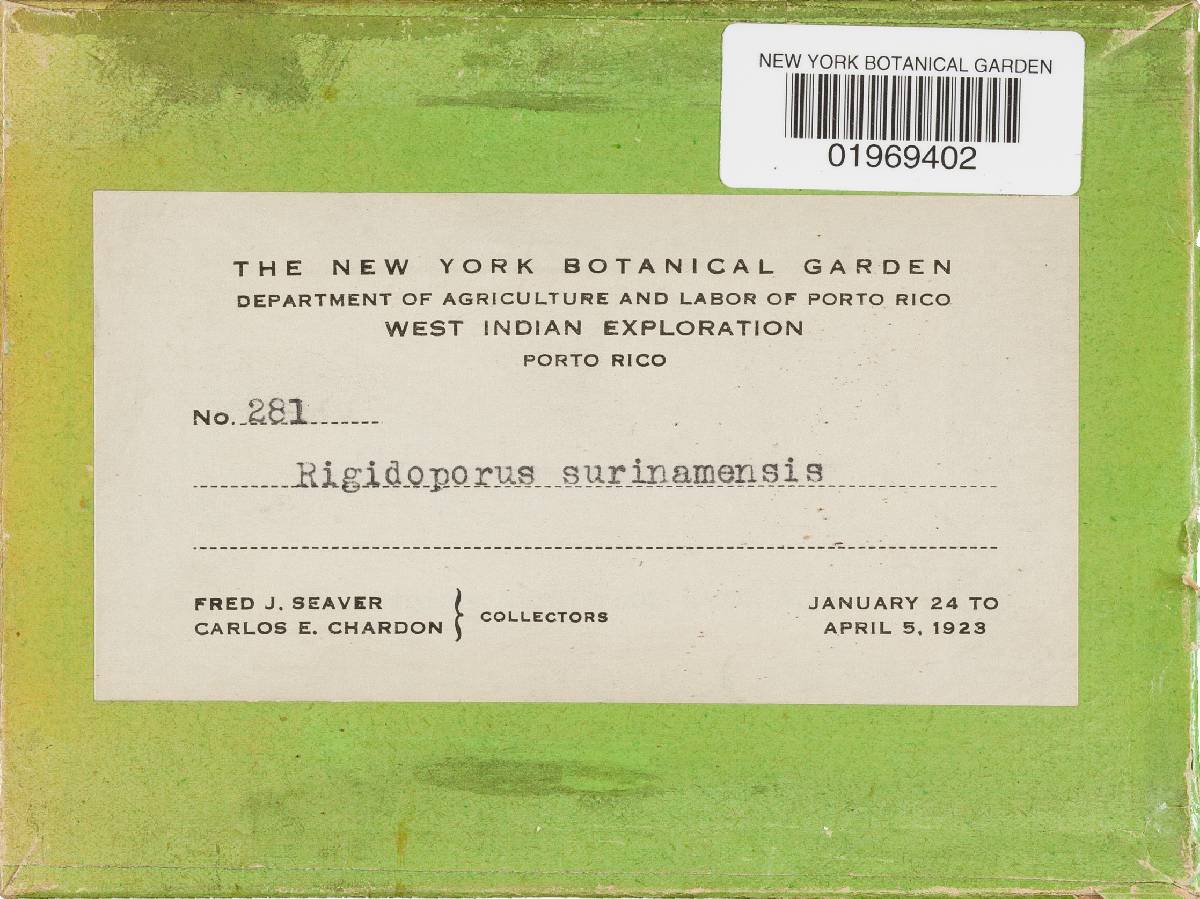 NEW YORK BOTANICAL GARDEN
01969402
THE NEW YORK BOTANICAL GARDEN
DEPARTMENT OF AGRICULTURE AND LABOR OF PORTO RICO
WEST INDIAN EXPLORATION
PORTO RICO
No. 281
Rigidoporus surinamensis
FRED J. SEAVER
CARLOS E. CHARDON } COLLECTORS
JANUARY 24 TO
APRIL 5, 1923